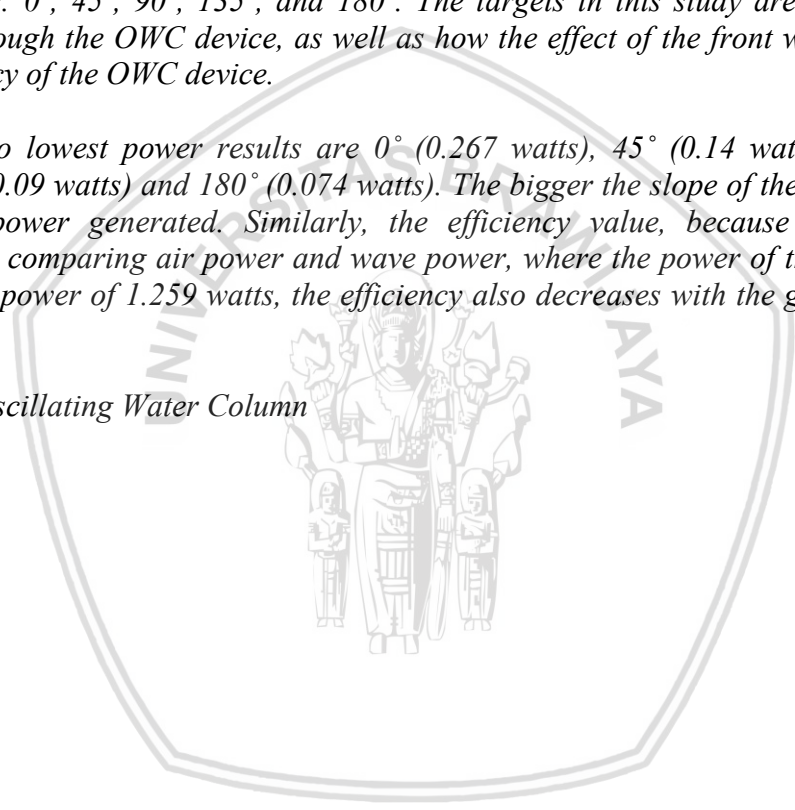 : 0˚, 45˚, 90˚, 135˚, and 180˚. The targets in this study are
ough the OWC device, as well as how the effect of the front w
cy of the OWC device.
o lowest power results are 0˚ (0.267 watts), 45˚ (0.14 wat
0.09 watts) and 180˚ (0.074 watts). The bigger the slope of the
power generated. Similarly, the efficiency value, because
comparing air power and wave power, where the power of t
power of 1.259 watts, the efficiency also decreases with the g
scillating Water Column
UNIVERSITAS BRAWIJAYA